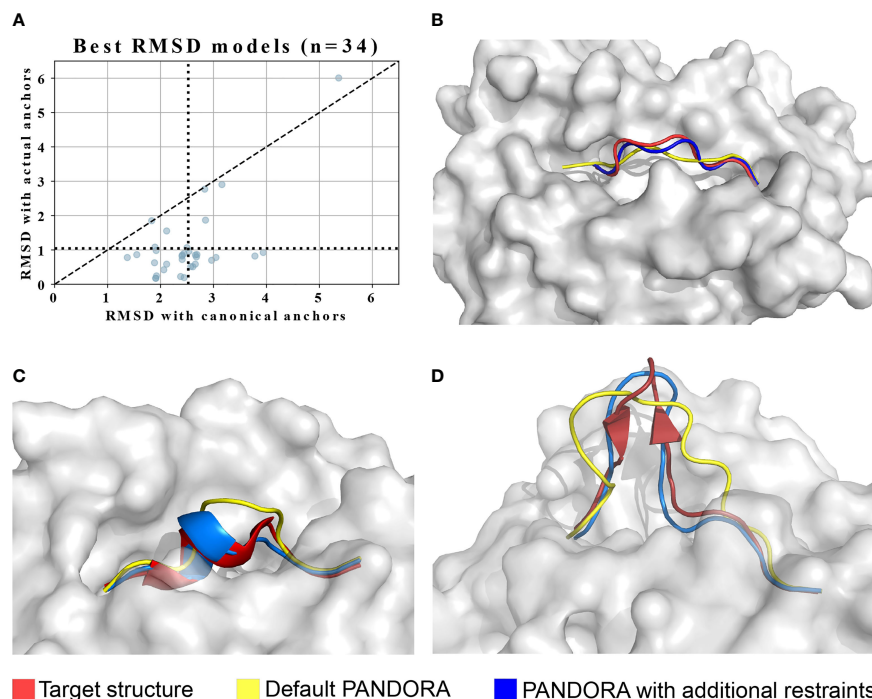 A
Best RMSD models (n=34)
RMSD with actual anchors
6
5
4
3
2
1
0
0 1 2 3 4 5 6
RMSD with canonical anchors
B
C
D
Target structure
Default PANDORA
PANDORA with additional restraints